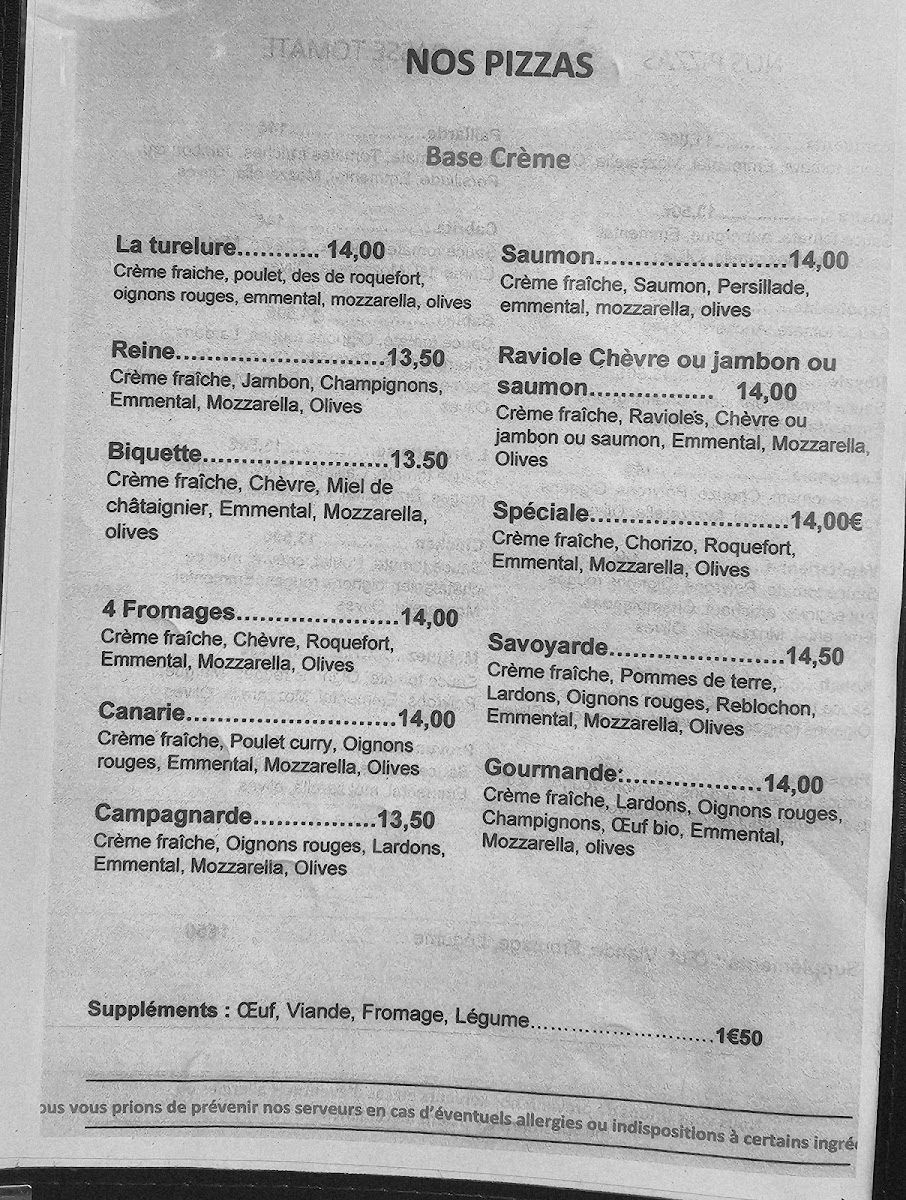 NOS PIZZAS
Base Crème
La turelure........... 14,00
Crème fraiche, poulet, des de roquefort,
oignons rouges, emmental, mozzarella, olives
Reine............................13,50
Crème fraîche, Jambon, Champignons,
Emmental, Mozzarella, Olives
Biquette.........................13.50
Crème fraîche, Chèvre, Miel de
châtaignier, Emmental, Mozzarella,
olives
4 Fromages......................14,00
Crème fraîche, Chèvre, Roquefort,
Emmental, Mozzarella, Olives
Canarie............................14,00
Crème fraîche, Poulet curry, Oignons
rouges, Emmental, Mozzarella, Olives
Campagnarde................13,50
Crème fraîche, Oignons rouges, Lardons,
Emmental, Mozzarella, Olives
Saumon.........................14,00
Crème fraîche, Saumon, Persillade,
emmental, mozzarella, olives
Raviole Chèvre ou jambon ou
saumon................ 14,00
Crème fraîche, Ravioles, Chèvre ou
jambon ou saumon, Emmental, Mozzarella,
Olives
Spéciale..........................14,00€
Crème fraîche, Chorizo, Roquefort,
Emmental, Mozzarella, Olives
Savoyarde.......................14,50
Crème fraîche, Pommes de terre,
Lardons, Oignons rouges, Reblochon,
Emmental, Mozzarella, Olives
Gourmande:..................14,00
Crème fraîche, Lardons, Oignons rouges,
Champignons, Œuf bio, Emmental,
Mozzarella, olives
Suppléments : Œuf, Viande, Fromage, Légume..........................1€50
vous prions de prévenir nos serveurs en cas d'éventuels allergies ou indispositions à certains